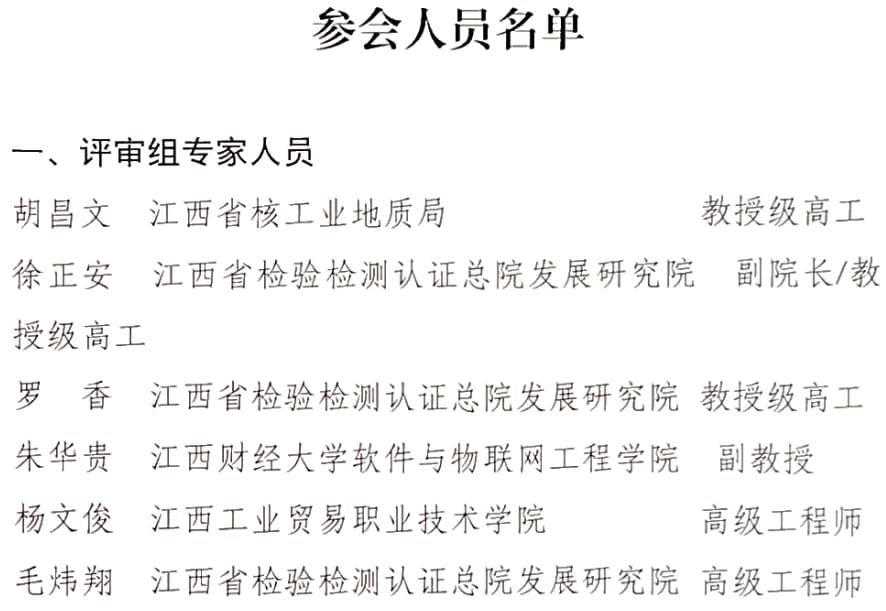 参会人员名单
一、评审组专家人员
胡昌文 江西省核工业地质局 教授级高工
徐正安 江西省检验检测认证总院发展研究院 副院长/教
授级高工
罗 香 江西省检验检测认证总院发展研究院 教授级高工
朱华贵 江西财经大学软件与物联网工程学院 副教授
杨文俊 江西工业贸易职业技术学院 高级工程师
毛炜翔 江西省检验检测认证总院发展研究院 高级工程师